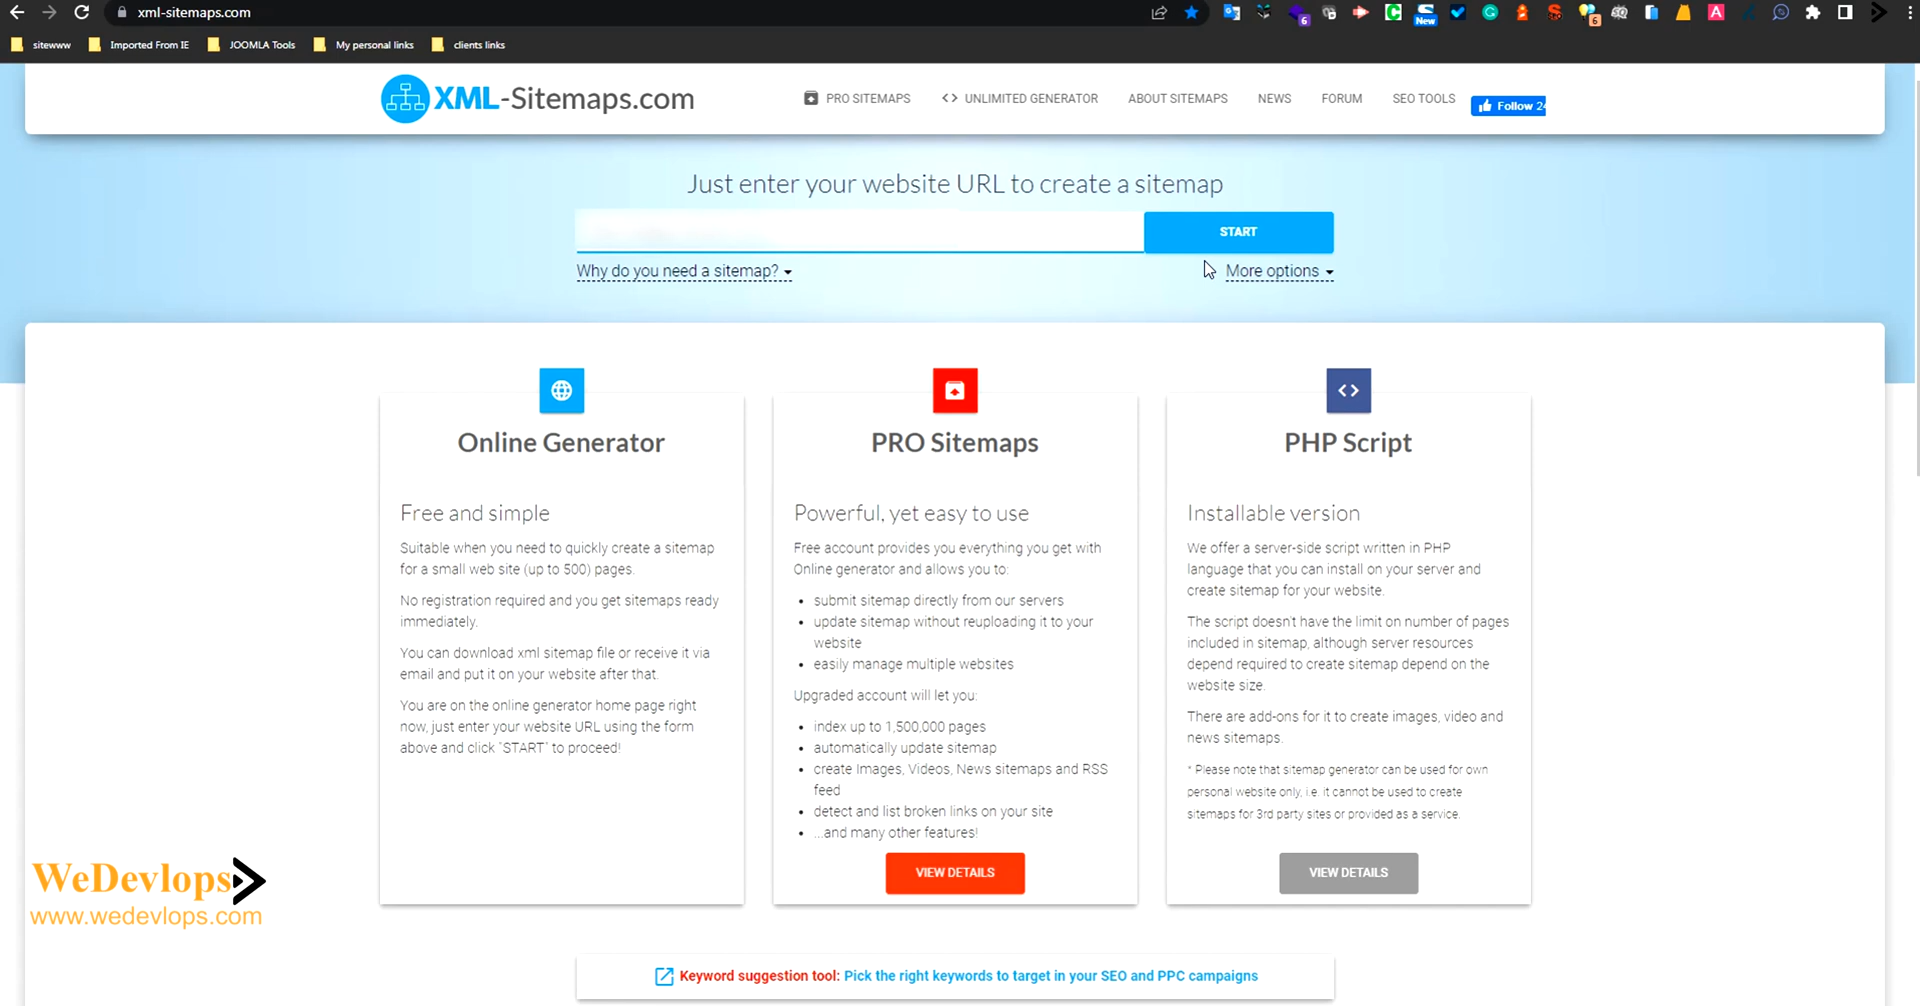 xml-sitemaps.com
New
6
6
sitewww
Imported From IE
JOOMLA Tools
My personal links
clients links
XML-Sitemaps.com
PRO SITEMAPS
UNLIMITED GENERATOR
ABOUT SITEMAPS
NEWS
FORUM
SEO TOOLS
Follow
Just enter your website URL to create a sitemap
START
Why do you need a sitemap?
More options
Online Generator
Free and simple
Suitable when you need to quickly create a sitemap
for a small web site (up to 500) pages.
No registration required and you get sitemaps ready
immediately.
You can download xml sitemap file or receive it via
email and put it on your website after that.
You are on the online generator home page right
now, just enter your website URL using the form
above and click "START" to proceed!
PRO Sitemaps
Powerful, yet easy to use
Free account provides you everything you get with
Online generator and allows you to:
• submit sitemap directly from our servers
• update sitemap without reuploading it to your
website
• easily manage multiple websites
Upgraded account will let you:
• index up to 1,500,000 pages
• automatically update sitemap
• create Images, Videos, News sitemaps and RSS
feed
• detect and list broken links on your site
• ...and many other features!
VIEW DETAILS
PHP Script
Installable version
We offer a server-side script written in PHP
language that you can install on your server and
create sitemap for your website.
The script doesn't have the limit on number of pages
included in sitemap, although server resources
depend required to create sitemap depend on the
website size.
There are add-ons for it to create images, video and
news sitemaps.
* Please note that sitemap generator can be used for own
personal website only, i.e. it cannot be used to create
sitemaps for 3rd party sites or provided as a service.
VIEW DETAILS
WeDevlops
www.wedevlops.com
Keyword suggestion tool: Pick the right keywords to target in your SEO and PPC campaigns